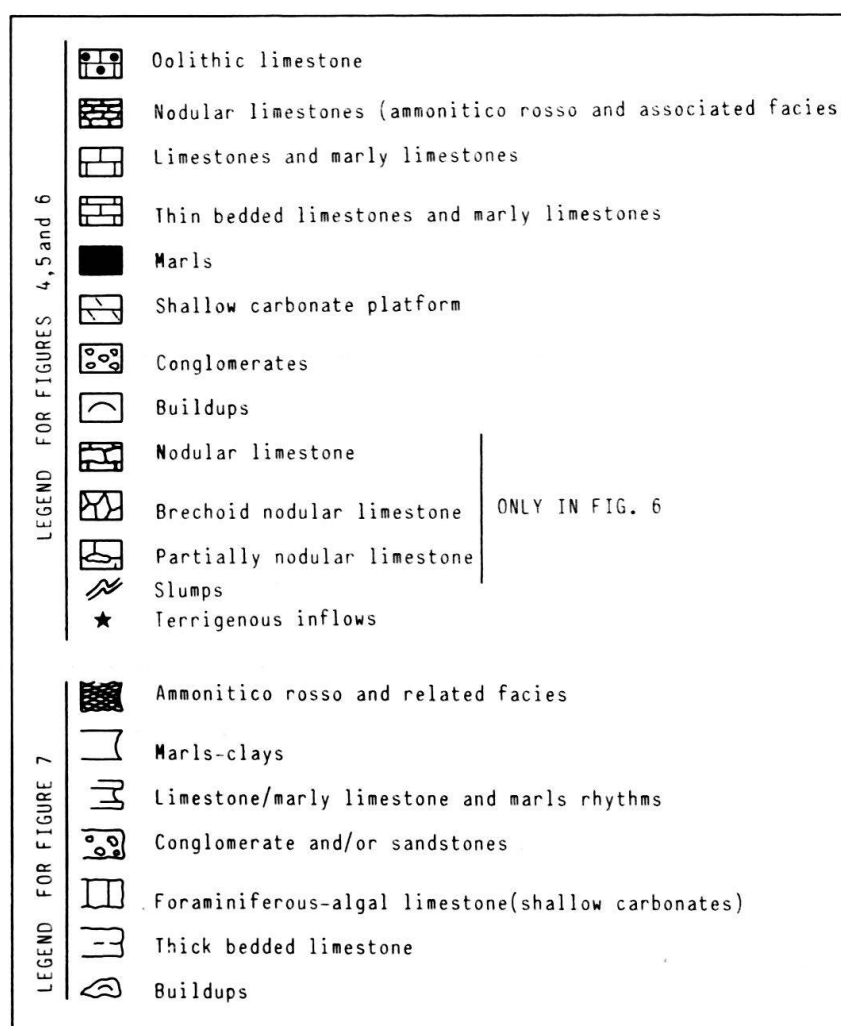 LEGEND FOR FIGURES 4,5and 6
Oolithic limestone
Nodular limestones (ammonitico rosso and associated facies
Limestones and marly limestones
Thin bedded limestones and marly limestones
Marls
Shallow carbonate platform
Conglomerates
Buildups
Nodular limestone
Brechoid nodular limestone
Partially nodular limestone
ONLY IN FIG. 6
Slumps
Terrigenous inflows
LEGEND FOR FIGURE 7
Ammonitico rosso and related facies
Marls-clays
Limestone/marly limestone and marls rhythms
Conglomerate and/or sandstones
Foraminiferous-algal limestone(shallow carbonates)
Thick bedded limestone
Buildups